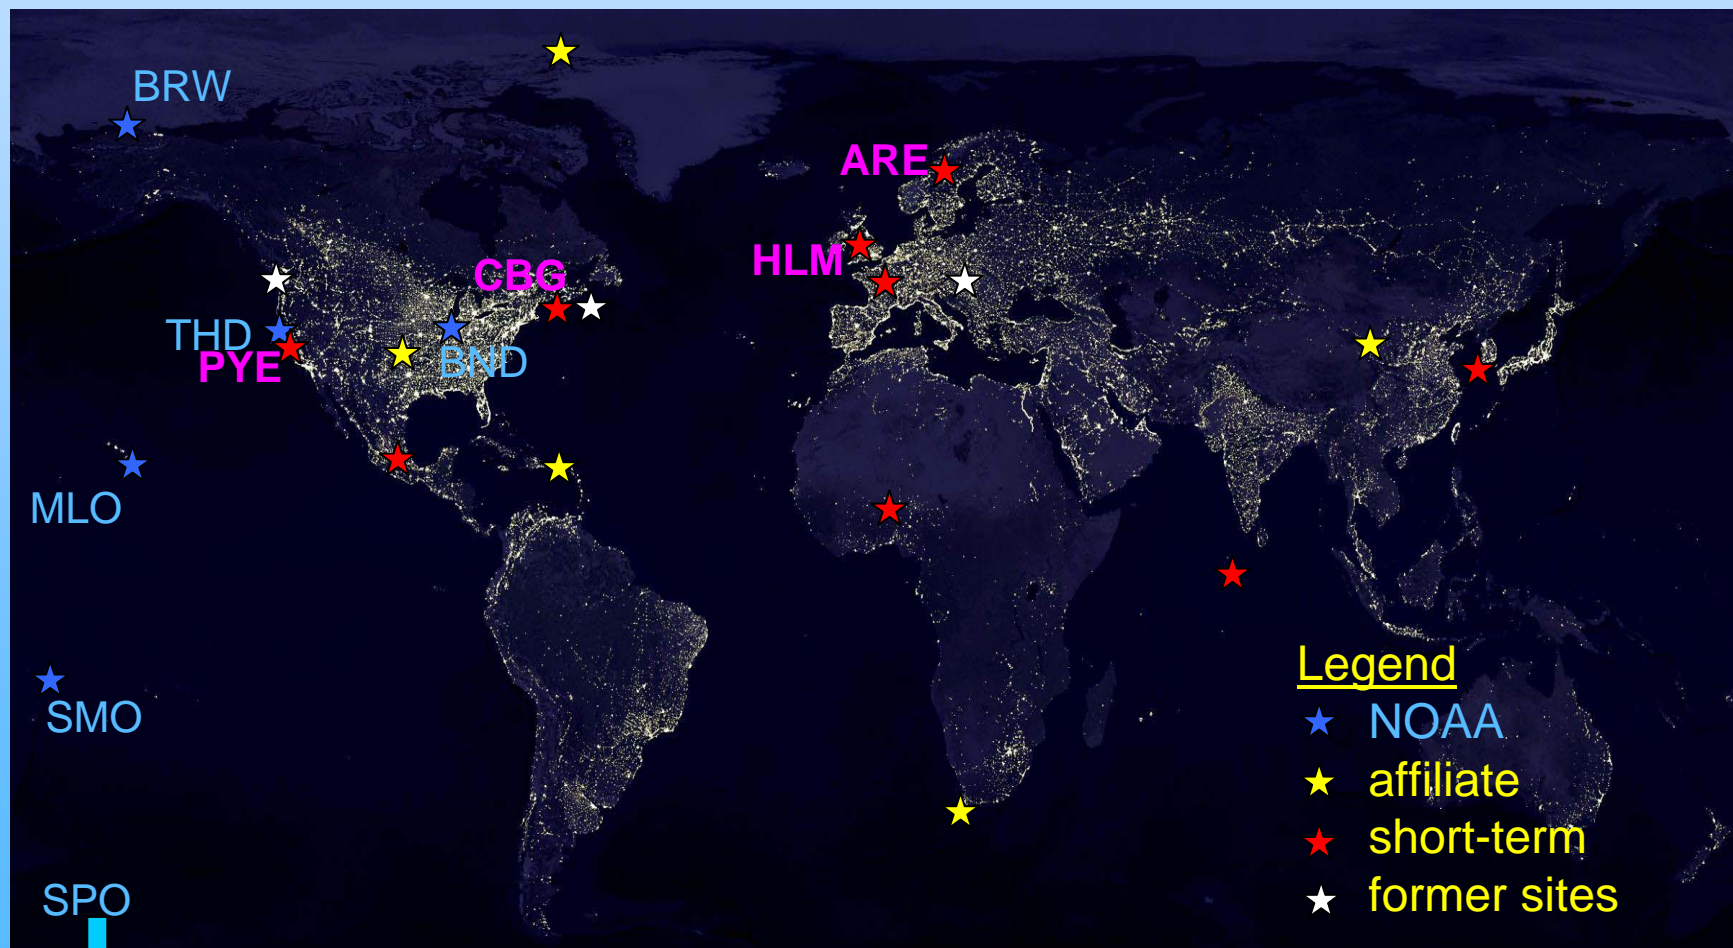 BRW
ARE
HLM
CBG
THD
PYE
BND
MLO
SMO
SPO
Legend
NOAA
affiliate
short-term
former sites